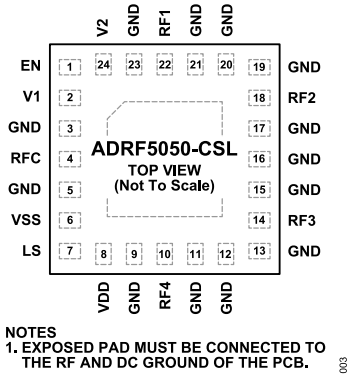 V2
GND
RF1
GND
GND
EN 1 24 23 22 21 20 19 GND
V1 2 18 RF2
GND 3 17 GND
RFC 4 ADRF5050-CSL 16 GND
TOP VIEW
(Not To Scale)
GND 5 15 GND
VSS 6 14 RF3
LS 7 8 9 10 11 12 13 GND
VDD
GND
RF4
GND
GND
NOTES
1. EXPOSED PAD MUST BE CONNECTED TO
THE RF AND DC GROUND OF THE PCB.
003